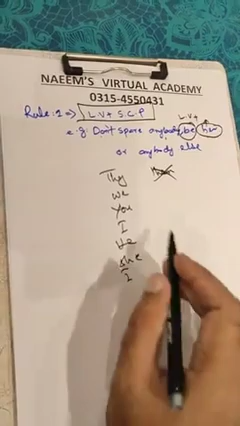 NAEEM'S VIRTUAL ACADEMY
0315-4550431
L.V+
Rule:1 => L.V + S.C.P
e.g: Don't spare anybody, be her
or anybody else
They
we
You
I
He
She
I